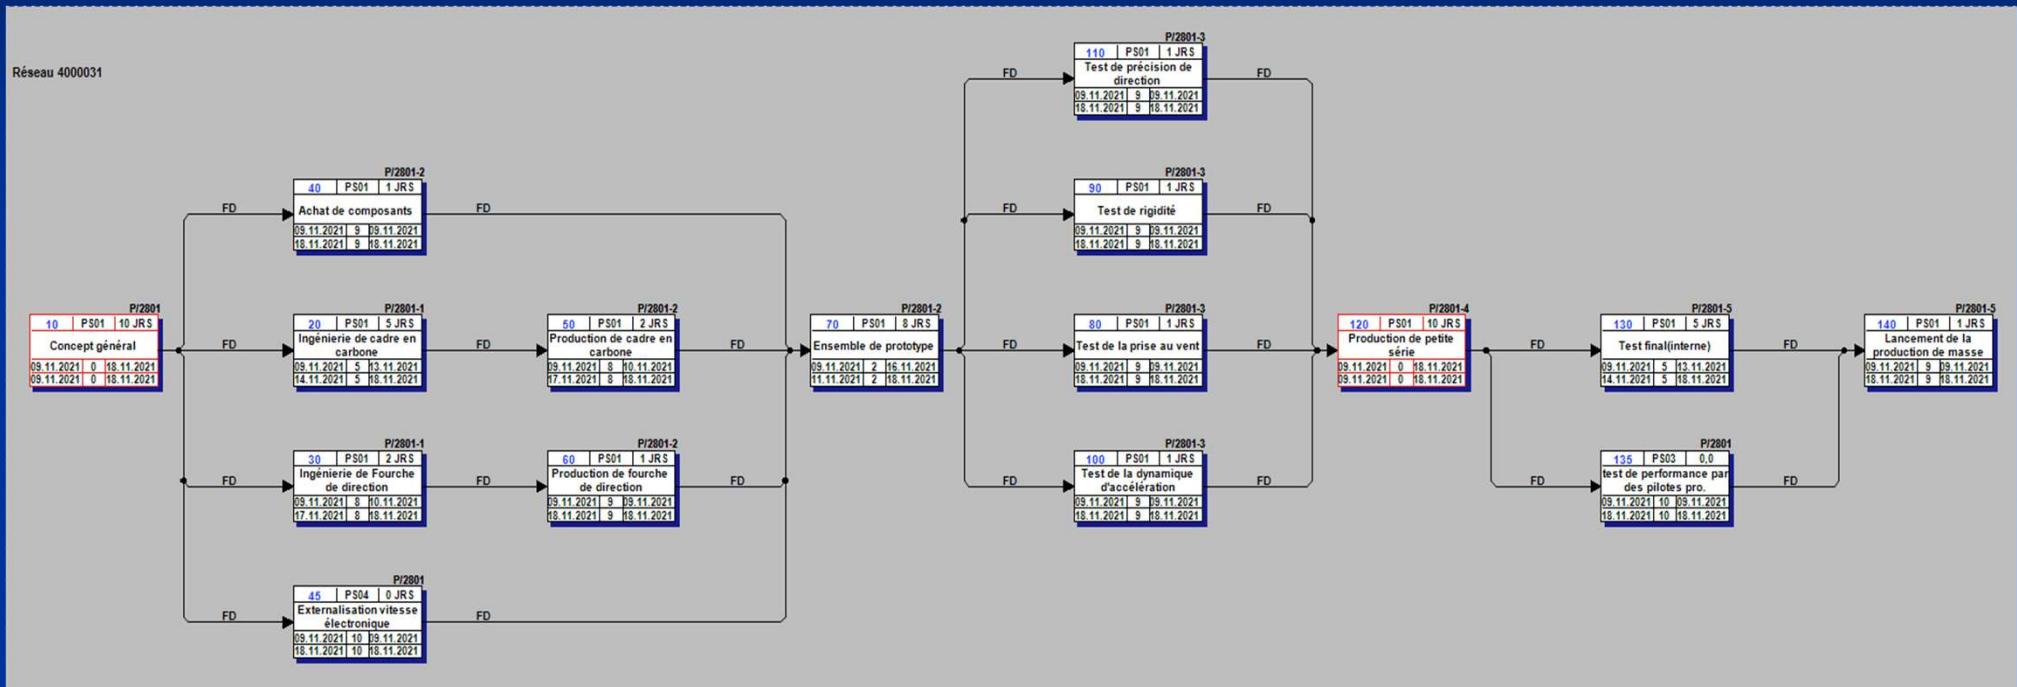 Réseau 4000031
P/2801-3
110 PS01 1 JRS
Test de précision de
direction
09.11.2021 9 09.11.2021
18.11.2021 9 18.11.2021
FD
FD
P/2801-2
40 PS01 1 JRS
Achat de composants
09.11.2021 9 09.11.2021
18.11.2021 9 18.11.2021
FD
FD
P/2801-3
90 PS01 1 JRS
Test de rigidité
09.11.2021 9 09.11.2021
18.11.2021 9 18.11.2021
FD
FD
P/2801
10 PS01 10 JRS
Concept général
09.11.2021 0 18.11.2021
09.11.2021 0 18.11.2021
FD
P/2801-1
20 PS01 5 JRS
Ingénierie de cadre en
carbone
09.11.2021 5 13.11.2021
14.11.2021 5 18.11.2021
FD
P/2801-2
50 PS01 2 JRS
Production de cadre en
carbone
09.11.2021 8 10.11.2021
17.11.2021 8 18.11.2021
FD
P/2801-2
70 PS01 8 JRS
Ensemble de prototype
09.11.2021 2 16.11.2021
11.11.2021 2 18.11.2021
FD
P/2801-3
80 PS01 1 JRS
Test de la prise au vent
09.11.2021 9 09.11.2021
18.11.2021 9 18.11.2021
FD
P/2801-4
120 PS01 10 JRS
Production de petite
série
09.11.2021 0 18.11.2021
09.11.2021 0 18.11.2021
FD
P/2801-5
130 PS01 5 JRS
Test final(interne)
09.11.2021 5 13.11.2021
14.11.2021 5 18.11.2021
FD
P/2801-5
140 PS01 1 JRS
Lancement de la
production de masse
09.11.2021 9 09.11.2021
18.11.2021 9 18.11.2021
FD
P/2801-1
30 PS01 2 JRS
Ingénierie de Fourche
de direction
09.11.2021 8 10.11.2021
17.11.2021 8 18.11.2021
FD
P/2801-2
60 PS01 1 JRS
Production de fourche
de direction
09.11.2021 9 09.11.2021
18.11.2021 9 18.11.2021
FD
FD
P/2801-3
100 PS01 1 JRS
Test de la dynamique
d'accélération
09.11.2021 9 09.11.2021
18.11.2021 9 18.11.2021
FD
FD
P/2801
135 PS03 0,0
test de performance par
des pilotes pro.
09.11.2021 10 09.11.2021
18.11.2021 10 18.11.2021
FD
FD
P/2801
45 PS04 0 JRS
Externalisation vitesse
électronique
09.11.2021 10 09.11.2021
18.11.2021 10 18.11.2021
FD